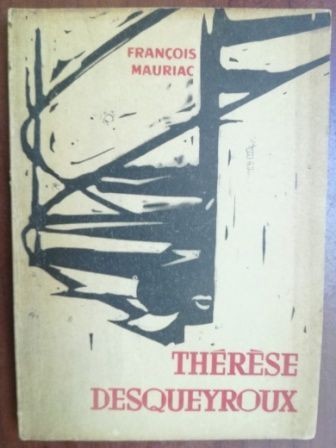 FRANÇOIS
MAURIAC
THÉRÈSE
DESQUEYROUX